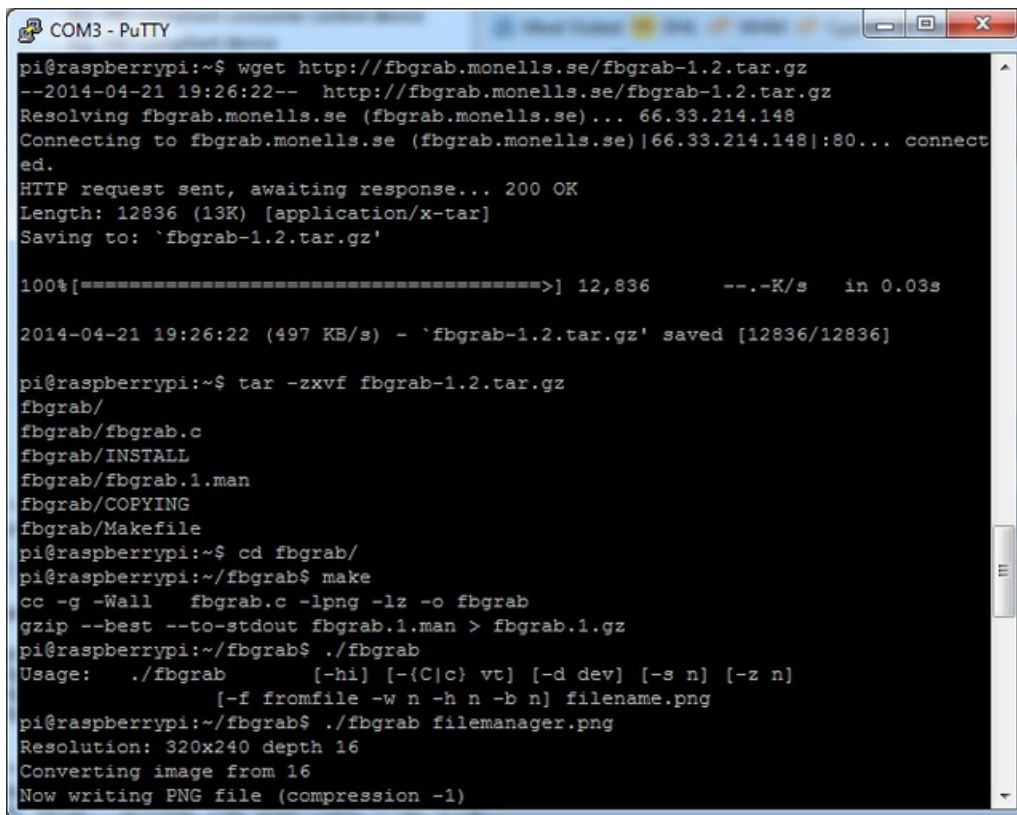 COM3 - PuTTY
pi@raspberrypi:~$ wget http://fbgrab.monells.se/fbgrab-1.2.tar.gz
--2014-04-21 19:26:22--  http://fbgrab.monells.se/fbgrab-1.2.tar.gz
Resolving fbgrab.monells.se (fbgrab.monells.se)... 66.33.214.148
Connecting to fbgrab.monells.se (fbgrab.monells.se)|66.33.214.148|:80... connect
ed.
HTTP request sent, awaiting response... 200 OK
Length: 12836 (13K) [application/x-tar]
Saving to: `fbgrab-1.2.tar.gz'
100%[======================================>] 12,836      --.-K/s   in 0.03s
2014-04-21 19:26:22 (497 KB/s) - `fbgrab-1.2.tar.gz' saved [12836/12836]
pi@raspberrypi:~$ tar -zxvf fbgrab-1.2.tar.gz
fbgrab/
fbgrab/fbgrab.c
fbgrab/INSTALL
fbgrab/fbgrab.1.man
fbgrab/COPYING
fbgrab/Makefile
pi@raspberrypi:~$ cd fbgrab/
pi@raspberrypi:~/fbgrab$ make
cc -g -Wall   fbgrab.c -lpng -lz -o fbgrab
gzip --best --to-stdout fbgrab.1.man > fbgrab.1.gz
pi@raspberrypi:~/fbgrab$ ./fbgrab
Usage:   ./fbgrab       [-hi] [-{C|c} vt] [-d dev] [-s n] [-z n]
                [-f fromfile -w n -h n -b n] filename.png
pi@raspberrypi:~/fbgrab$ ./fbgrab filemanager.png
Resolution: 320x240 depth 16
Converting image from 16
Now writing PNG file (compression -1)